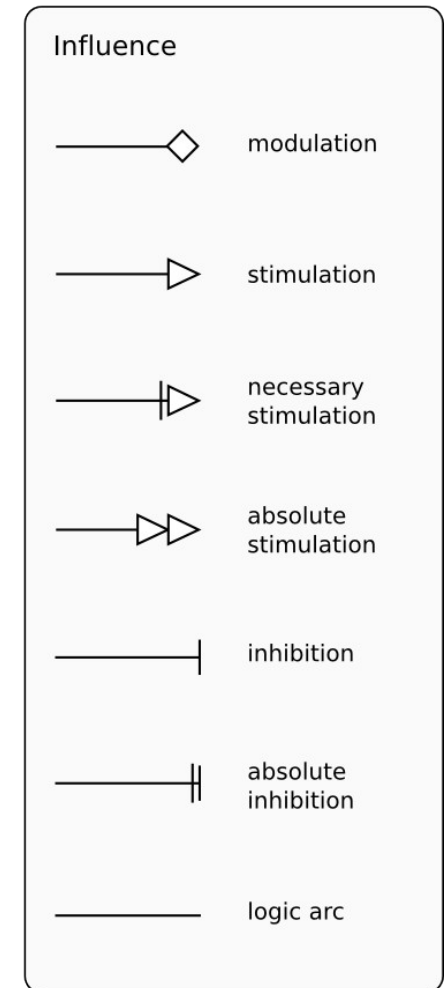 Influence
modulation
stimulation
necessary
stimulation
absolute
stimulation
inhibition
absolute
inhibition
logic arc